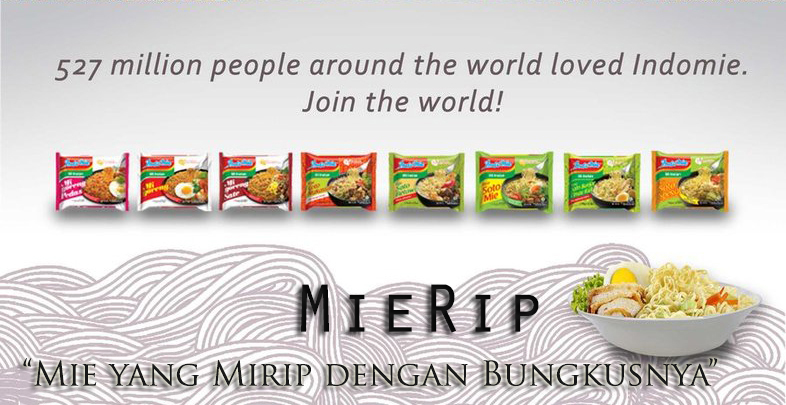 527 million people around the world loved Indomie.
Join the world!
MieRip
“Mie yang Mirip dengan Bungkusnya”